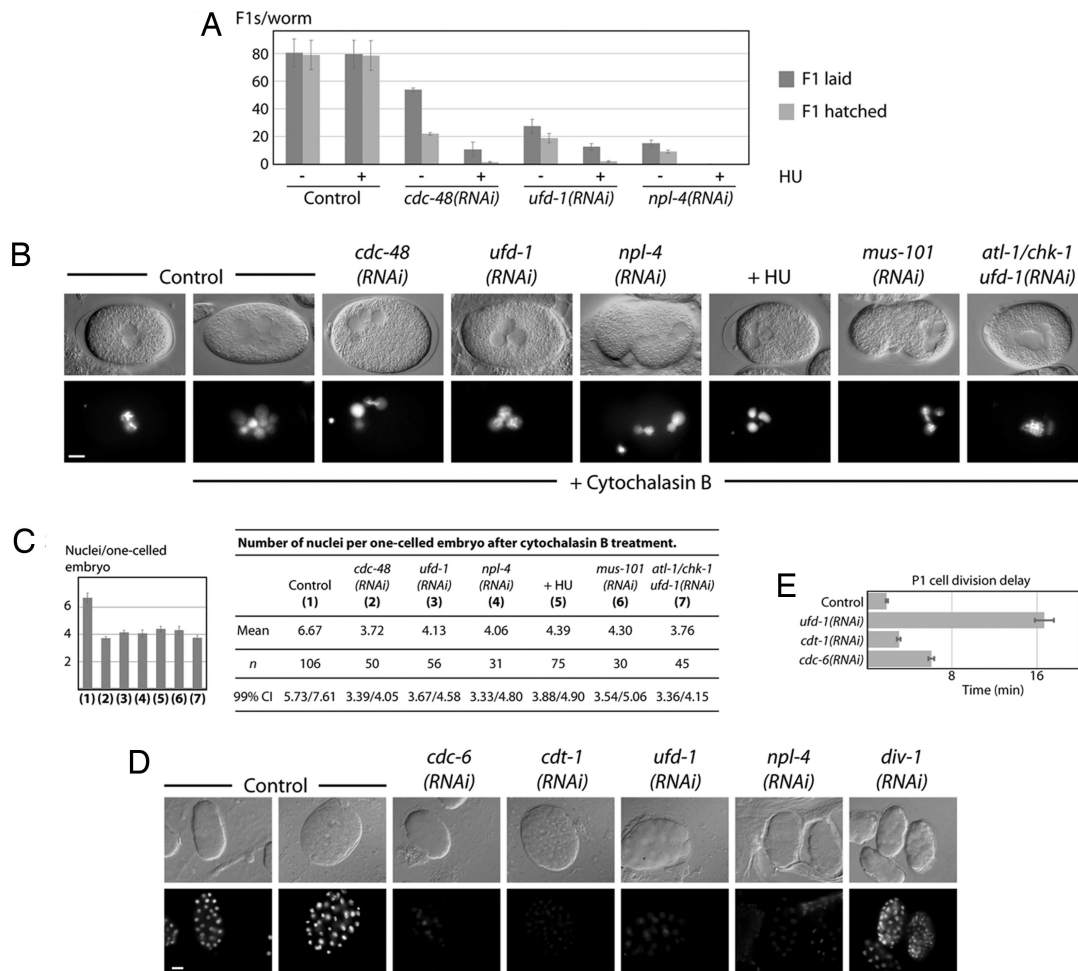 A
F1s/worm
80
60
40
20
0
- + - + - + - + HU
Control cdc-48(RNAi) ufd-1(RNAi) npl-4(RNAi)
F1 laid
F1 hatched
B
Control
cdc-48
(RNAi)
ufd-1
(RNAi)
npl-4
(RNAi)
+ HU
mus-101
(RNAi)
atl-1/chk-1
ufd-1(RNAi)
+ Cytochalasin B
C
Nuclei/one-celled
embryo
6
4
2
(1) (2) (3) (4) (5) (6) (7)
Number of nuclei per one-celled embryo after cytochalasin B treatment.
Control
(1)
cdc-48
(RNAi)
(2)
ufd-1
(RNAi)
(3)
npl-4
(RNAi)
(4)
+ HU
(5)
mus-101
(RNAi)
(6)
atl-1/chk-1
ufd-1(RNAi)
(7)
Mean 6.67 3.72 4.13 4.06 4.39 4.30 3.76
n 106 50 56 31 75 30 45
99% CI 5.73/7.61 3.39/4.05 3.67/4.58 3.33/4.80 3.88/4.90 3.54/5.06 3.36/4.15
E
P1 cell division delay
Control
ufd-1(RNAi)
cdt-1(RNAi)
cdc-6(RNAi)
8 16
Time (min)
D
Control
cdc-6
(RNAi)
cdt-1
(RNAi)
ufd-1
(RNAi)
npl-4
(RNAi)
div-1
(RNAi)